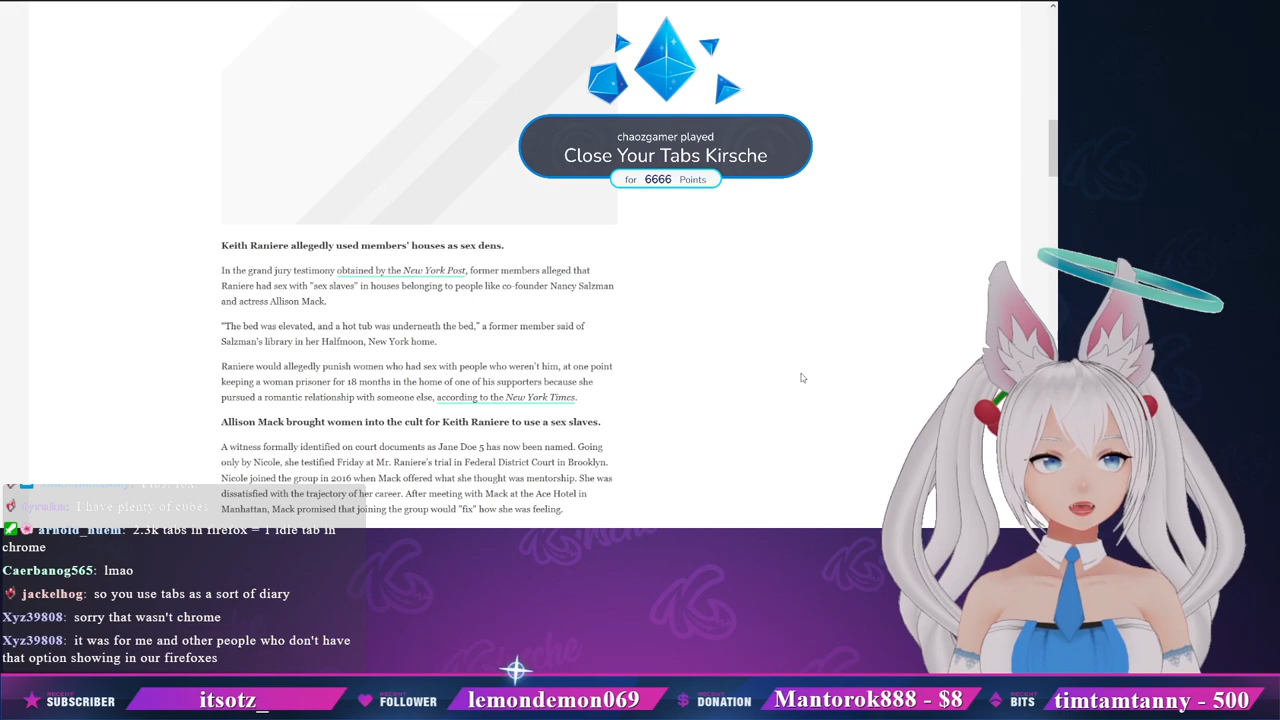 chaozgamer played
Close Your Tabs Kirsche
for 6666 Points
Keith Raniere allegedly used members' houses as sex dens.
In the grand jury testimony obtained by the New York Post, former members alleged that
Raniere had sex with "sex slaves" in houses belonging to people like co-founder Nancy Salzman
and actress Allison Mack.
"The bed was elevated, and a hot tub was underneath the bed," a former member said of
Salzman's library in her Halfmoon, New York home.
Raniere would allegedly punish women who had sex with people who weren't him, at one point
keeping a woman prisoner for 18 months in the home of one of his supporters because she
pursued a romantic relationship with someone else, according to the New York Times.
Allison Mack brought women into the cult for Keith Raniere to use a sex slaves.
A witness formally identified on court documents as Jane Doe 5 has now been named. Going
only by Nicole, she testified Friday at Mr. Raniere's trial in Federal District Court in Brooklyn.
Nicole joined the group in 2016 when Mack offered what she thought was mentorship. She was
dissatisfied with the trajectory of her career. After meeting with Mack at the Ace Hotel in
Manhattan, Mack promised that joining the group would "fix" how she was feeling.
I have plenty of cubes
arnold_huem: 2.3k tabs in firefox = 1 idle tab in
chrome
Caerbanog565: lmao
jackelhog: so you use tabs as a sort of diary
Xyz39808: sorry that wasn't chrome
Xyz39808: it was for me and other people who don't have
that option showing in our firefoxes
RECENT SUBSCRIBER itsotz_
RECENT FOLLOWER lemondemon069
RECENT DONATION Mantorok888 - $8
RECENT BITS timtamtanny - 500